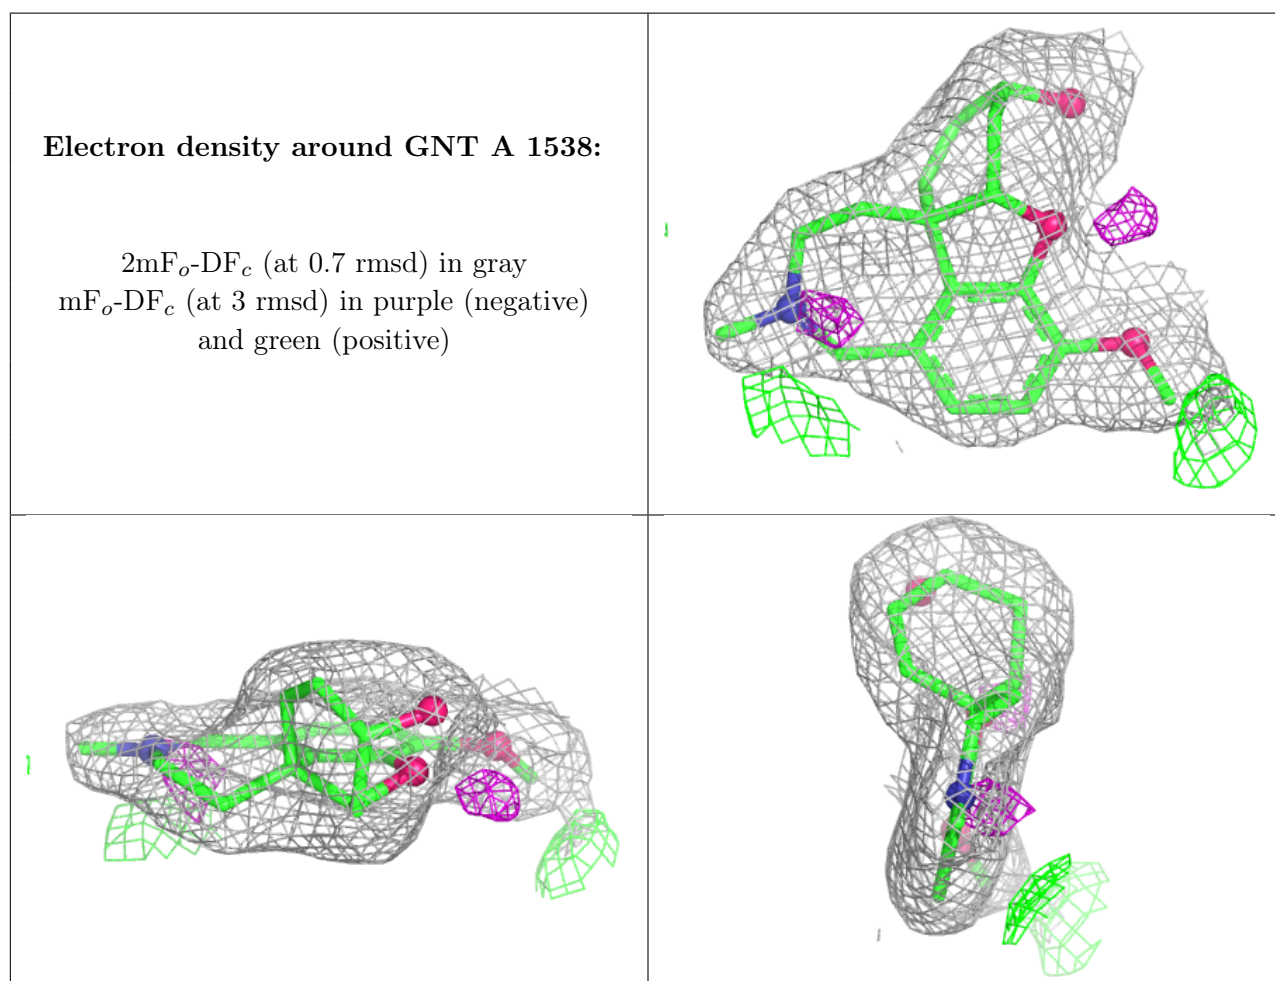 Electron density around GNT A 1538:
2mFo-DFc (at 0.7 rmsd) in gray
mFo-DFc (at 3 rmsd) in purple (negative)
and green (positive)